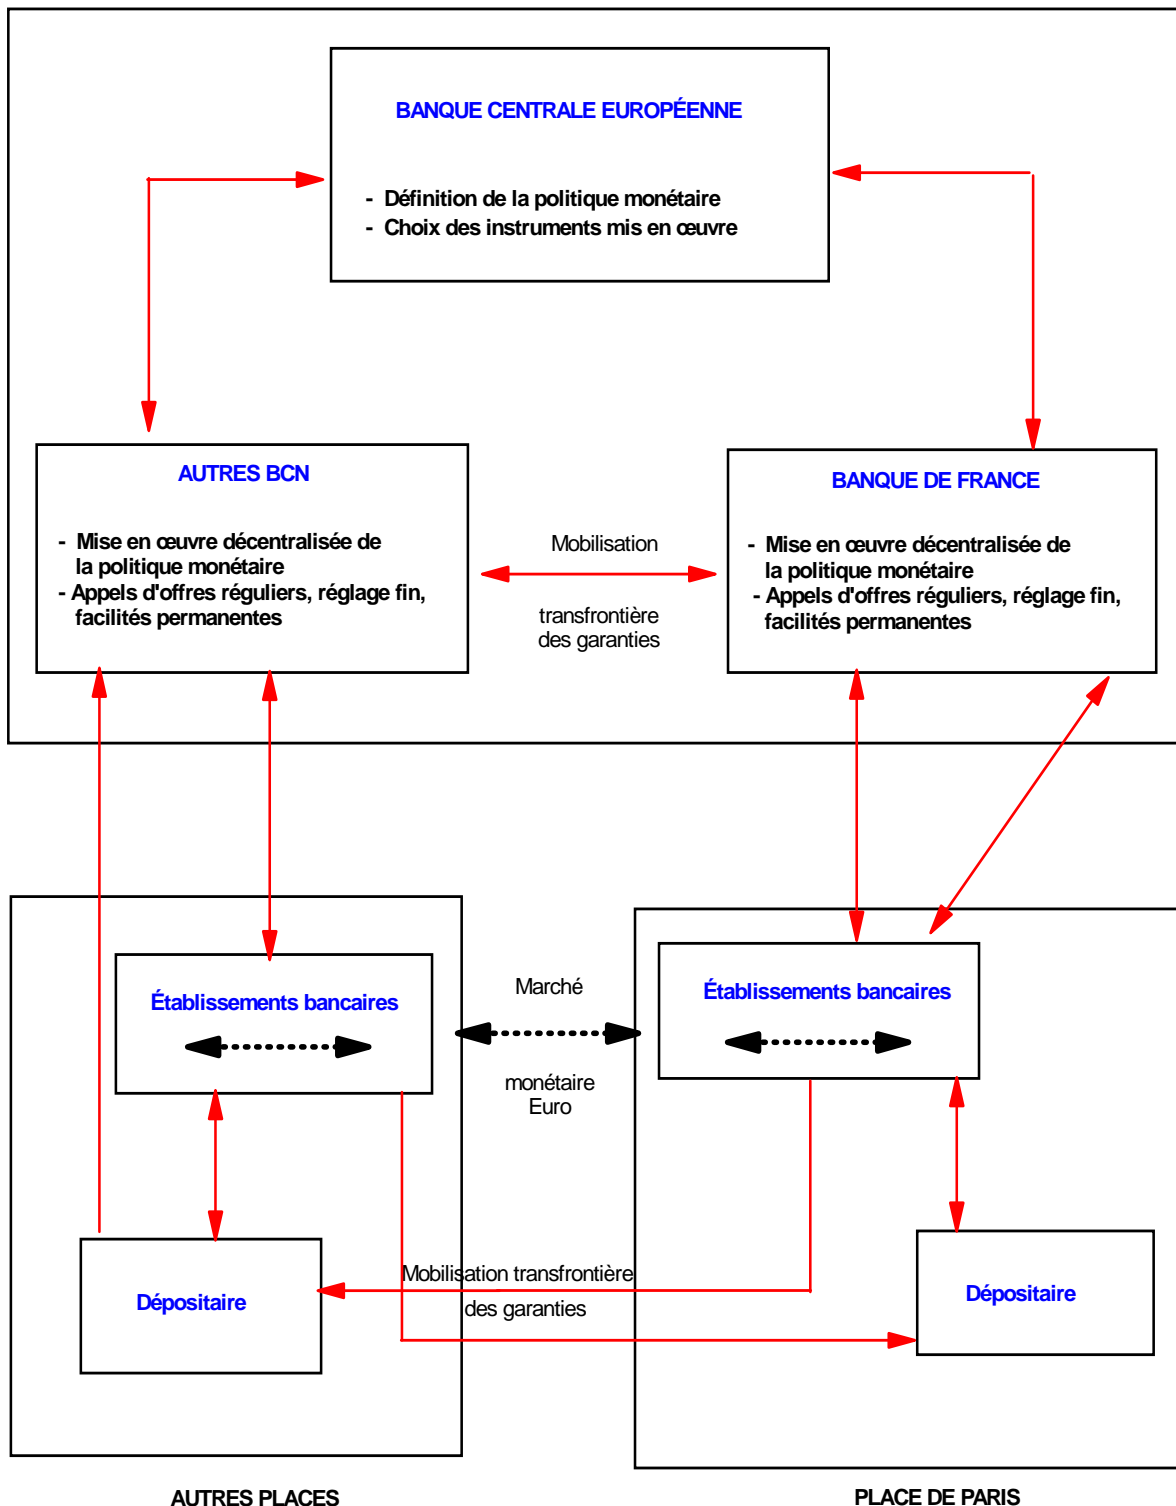 BANQUE CENTRALE EUROPÉENNE
- Définition de la politique monétaire
- Choix des instruments mis en œuvre
AUTRES BCN
- Mise en œuvre décentralisée de
la politique monétaire
- Appels d'offres réguliers, réglage fin,
facilités permanentes
Mobilisation
transfrontière
des garanties
BANQUE DE FRANCE
- Mise en œuvre décentralisée de
la politique monétaire
- Appels d'offres réguliers, réglage fin,
facilités permanentes
Établissements bancaires
Marché
monétaire
Euro
Établissements bancaires
Dépositaire
Mobilisation transfrontière
des garanties
Dépositaire
AUTRES PLACES
PLACE DE PARIS